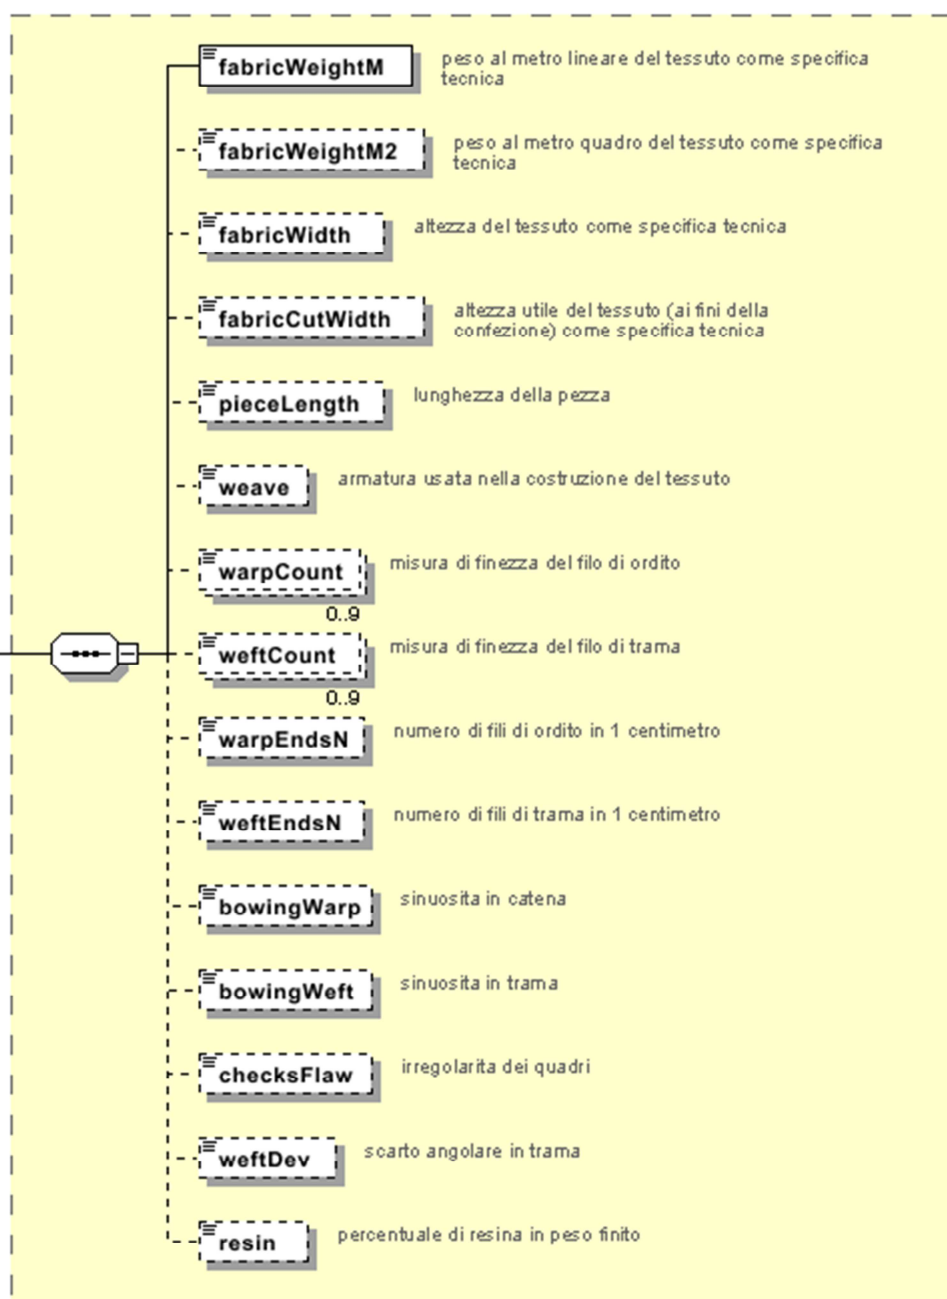 fabricWeightM
peso al metro lineare del tessuto come specifica
tecnica
fabricWeightM2
peso al metro quadro del tessuto come specifica
tecnica
fabricWidth
altezza del tessuto come specifica tecnica
fabricCutWidth
altezza utile del tessuto (ai fini della
confezione) come specifica tecnica
pieceLength
lunghezza della pezza
weave
armatura usata nella costruzione del tessuto
warpCount
misura di finezza del filo di ordito
0..9
weftCount
misura di finezza del filo di trama
0..9
warpEndsN
numero di fili di ordito in 1 centimetro
weftEndsN
numero di fili di trama in 1 centimetro
bowingWarp
sinuosita in catena
bowingWeft
sinuosita in trama
checksFlaw
irregolarita dei quadri
weftDev
scarto angolare in trama
resin
percentuale di resina in peso finito